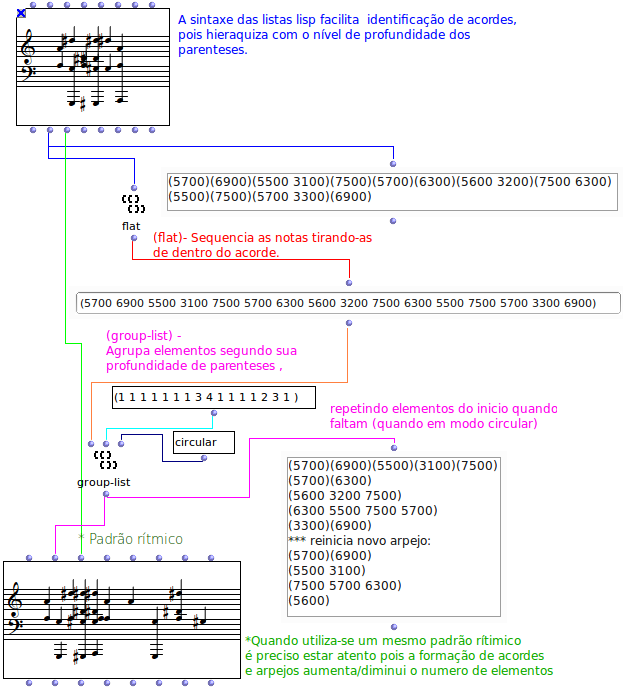 A sintaxe das listas lisp facilita  identificação de acordes,
pois hieraquiza com o nível de profundidade dos
parenteses.
(5700)(6900)(5500 3100)(7500)(5700)(6300)(5600 3200)(7500 6300)
(5500)(7500)(5700 3300)(6900)
flat
(flat)- Sequencia as notas tirando-as
de dentro do acorde.
(5700 6900 5500 3100 7500 5700 6300 5600 3200 7500 6300 5500 7500 5700 3300 6900)
(group-list) -
Agrupa elementos segundo sua
profundidade de parenteses ,
(1 1 1 1 1 1 1 3 4 1 1 1 1 2 3 1 )
repetindo elementos do inicio quando
faltam (quando em modo circular)
circular
group-list
(5700)(6900)(5500)(3100)(7500)
(5700)(6300)
(5600 3200 7500)
(6300 5500 7500 5700)
(3300)(6900)
*** reinicia novo arpejo:
(5700)(6900)
(5500 3100)
(7500 5700 6300)
(5600)
* Padrão rítmico
*Quando utiliza-se um mesmo padrão rítimico
é preciso estar atento pois a formação de acordes
e arpejos aumenta/diminui o numero de elementos